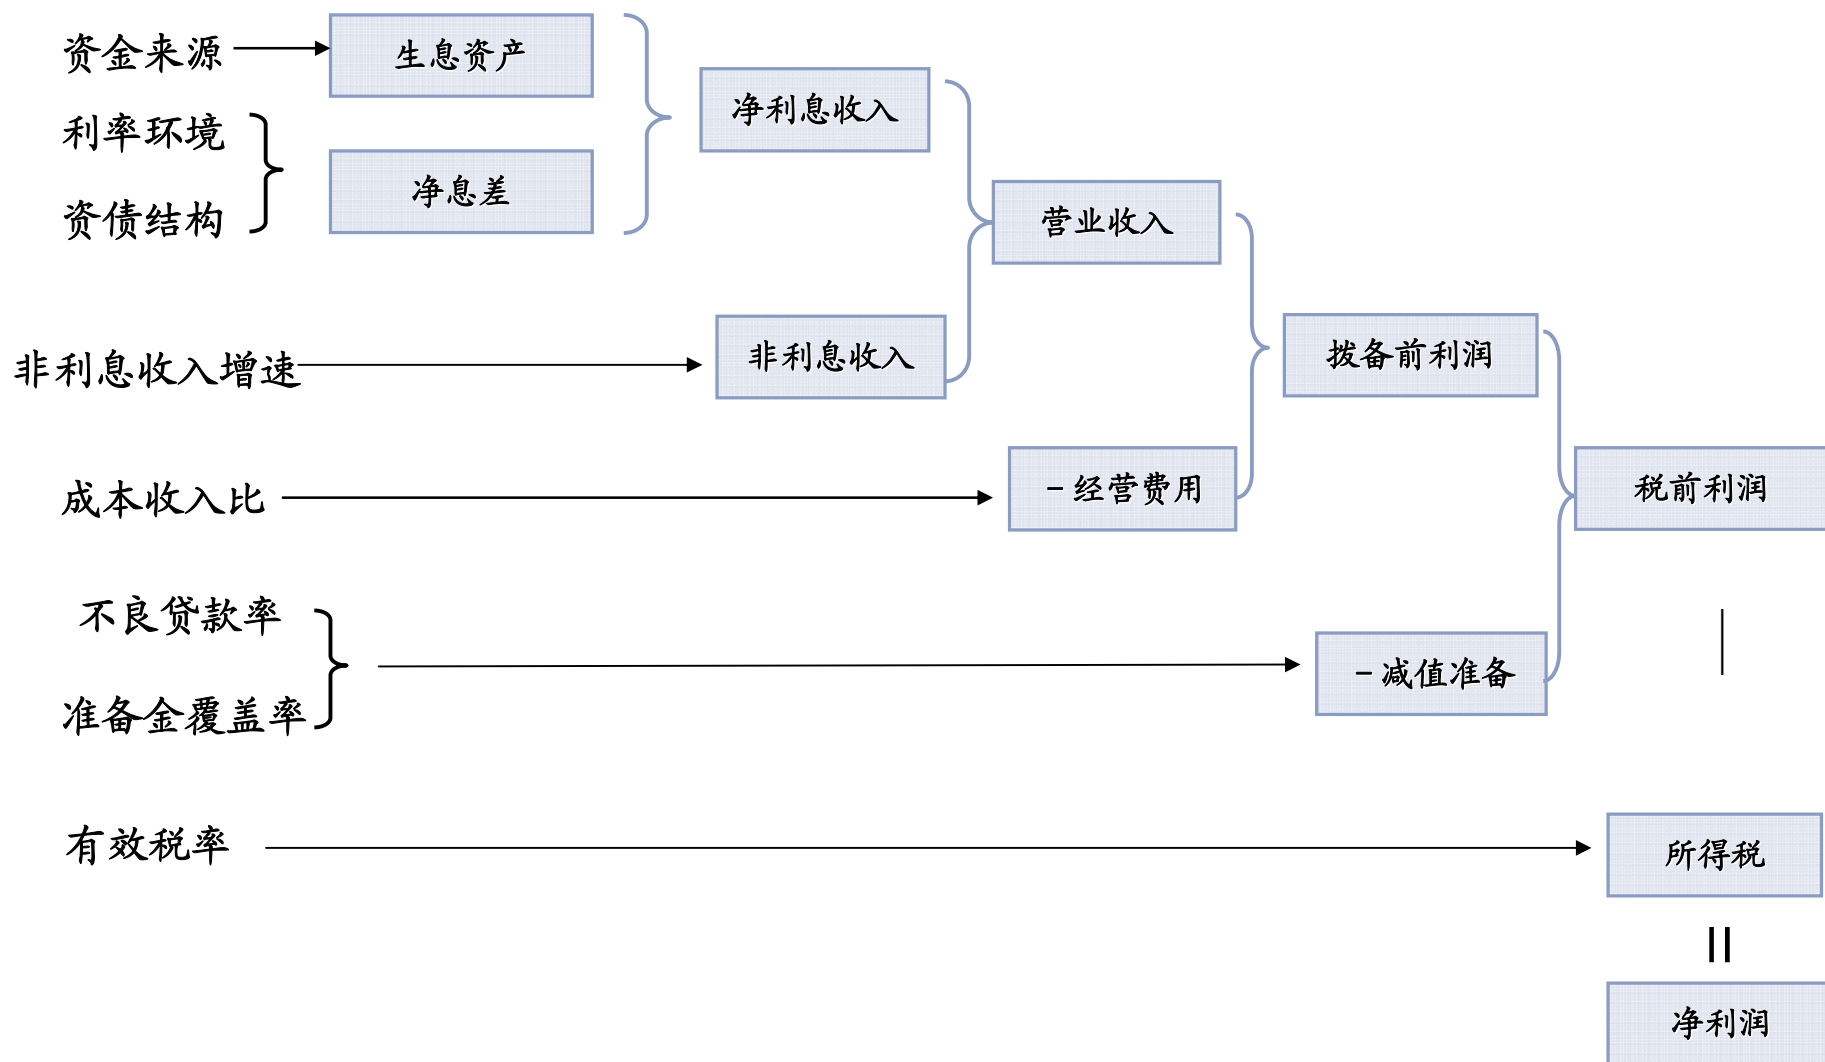 资金来源
生息资产
净利息收入
利率环境
净息差
资债结构
营业收入
非利息收入增速
非利息收入
拨备前利润
成本收入比
－经营费用
税前利润
不良贷款率
－减值准备
准备金覆盖率
有效税率
所得税
净利润